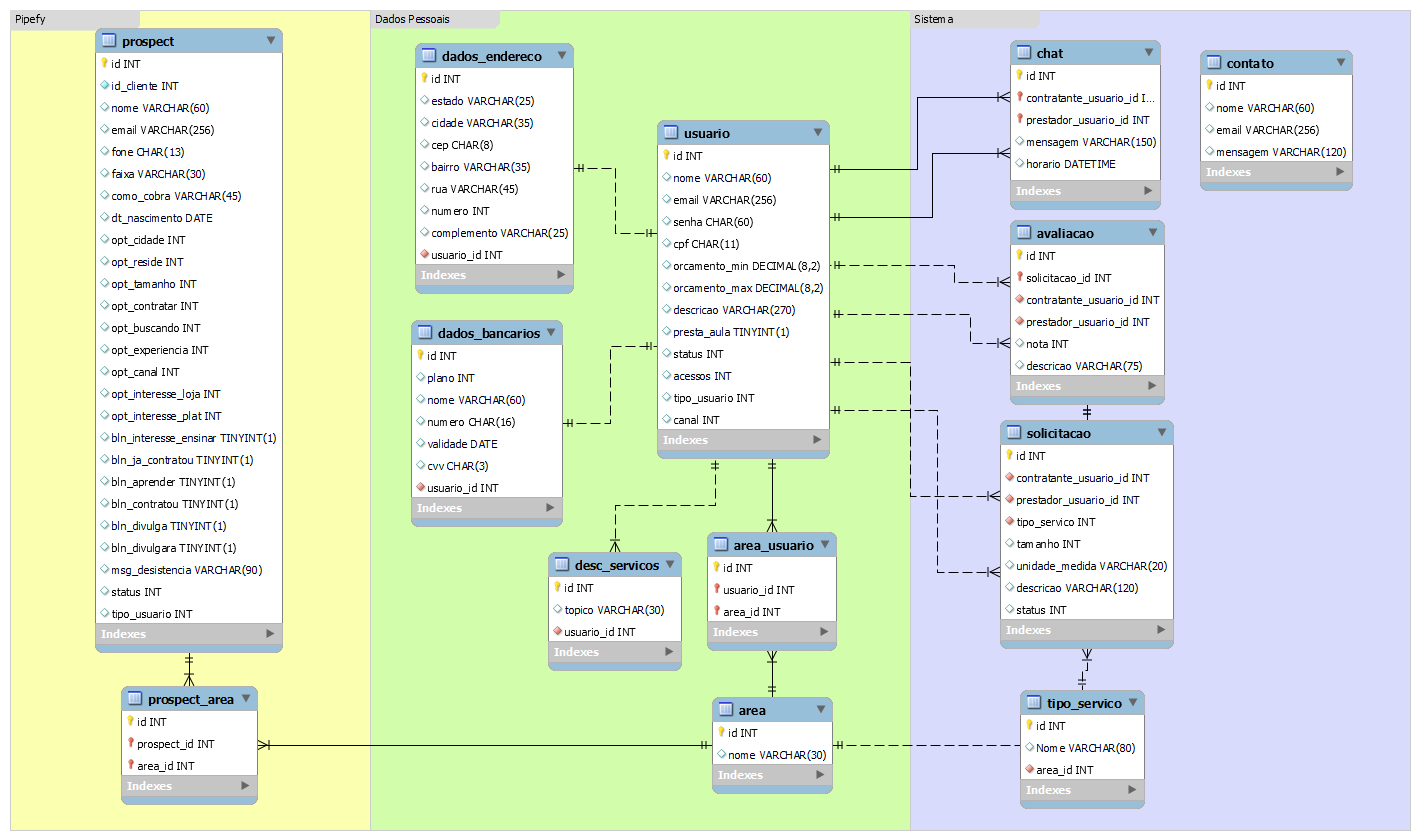 Pipefy
prospect
id INT
id_cliente INT
nome VARCHAR(60)
email VARCHAR(256)
fone CHAR(13)
faixa VARCHAR(30)
como_cobra VARCHAR(45)
dt_nascimento DATE
opt_cidade INT
opt_reside INT
opt_tamanho INT
opt_contratar INT
opt_buscando INT
opt_experiencia INT
opt_canal INT
opt_interesse_loja INT
opt_interesse_plat INT
bln_interesse_ensinar TINYINT(1)
bln_ja_contratou TINYINT(1)
bln_aprender TINYINT(1)
bln_contratou TINYINT(1)
bln_divulga TINYINT(1)
bln_divulgara TINYINT(1)
msg_desistencia VARCHAR(90)
status INT
tipo_usuario INT
Indexes
prospect_area
id INT
prospect_id INT
area_id INT
Indexes
Dados Pessoais
dados_endereco
id INT
estado VARCHAR(25)
cidade VARCHAR(35)
cep CHAR(8)
bairro VARCHAR(35)
rua VARCHAR(45)
numero INT
complemento VARCHAR(25)
usuario_id INT
Indexes
dados_bancarios
id INT
plano INT
nome VARCHAR(60)
numero CHAR(16)
validade DATE
cvv CHAR(3)
usuario_id INT
Indexes
usuario
id INT
nome VARCHAR(60)
email VARCHAR(256)
senha CHAR(60)
cpf CHAR(11)
orcamento_min DECIMAL(8,2)
orcamento_max DECIMAL(8,2)
descricao VARCHAR(270)
presta_aula TINYINT(1)
status INT
acessos INT
tipo_usuario INT
canal INT
Indexes
desc_servicos
id INT
topico VARCHAR(30)
usuario_id INT
Indexes
area_usuario
id INT
usuario_id INT
area_id INT
Indexes
area
id INT
nome VARCHAR(30)
Indexes
Sistema
chat
id INT
contratante_usuario_id I...
prestador_usuario_id INT
mensagem VARCHAR(150)
horario DATETIME
Indexes
contato
id INT
nome VARCHAR(60)
email VARCHAR(256)
mensagem VARCHAR(120)
Indexes
avaliacao
id INT
solicitacao_id INT
contratante_usuario_id INT
prestador_usuario_id INT
nota INT
descricao VARCHAR(75)
Indexes
solicitacao
id INT
contratante_usuario_id INT
prestador_usuario_id INT
tipo_servico INT
tamanho INT
unidade_medida VARCHAR(20)
descricao VARCHAR(120)
status INT
Indexes
tipo_servico
id INT
Nome VARCHAR(80)
area_id INT
Indexes